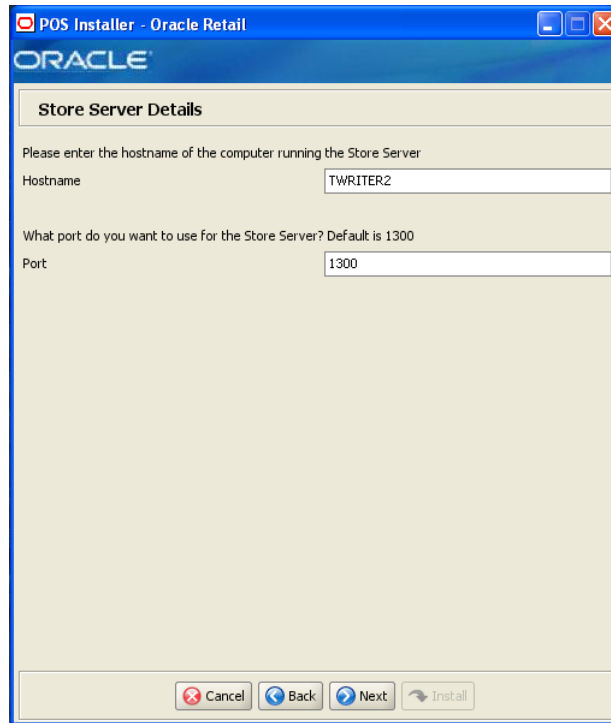 POS Installer - Oracle Retail
ORACLE
Store Server Details
Please enter the hostname of the computer running the Store Server
Hostname TWRITER2
What port do you want to use for the Store Server? Default is 1300
Port 1300
Cancel Back Next Install